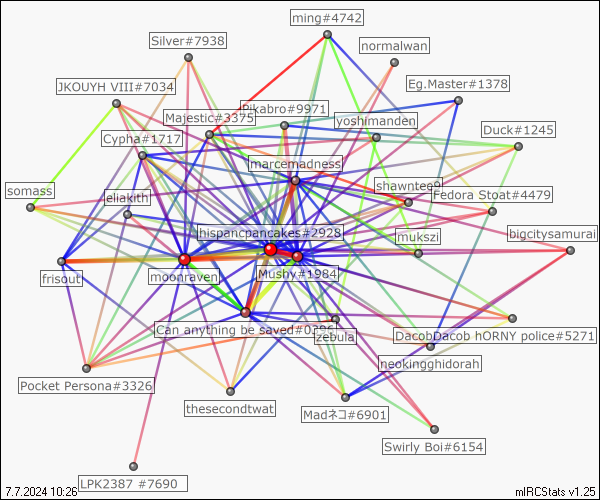 ming#4742
Silver#7938
normalwan
JKOUYH VIII#7034
Eg.Master#1378
Pikabro#9971
Majestic#3375
yoshimanden
Duck#1245
Cypha#1717
marcemadness
somass
shawntee9
eliakith
Fedora Stoat#4479
hispancpancakes#2928
mukszi
bigcitysamurai
frisout
moonraven
Mushy#1984
Can anything be saved#0296
zebula
DacobDacob hORNY police#5271
neokingghidorah
Pocket Persona#3326
thesecondtwat
Madネコ#6901
Swirly Boi#6154
LPK2387 #7690
7.7.2024 10:26
mIRCStats v1.25